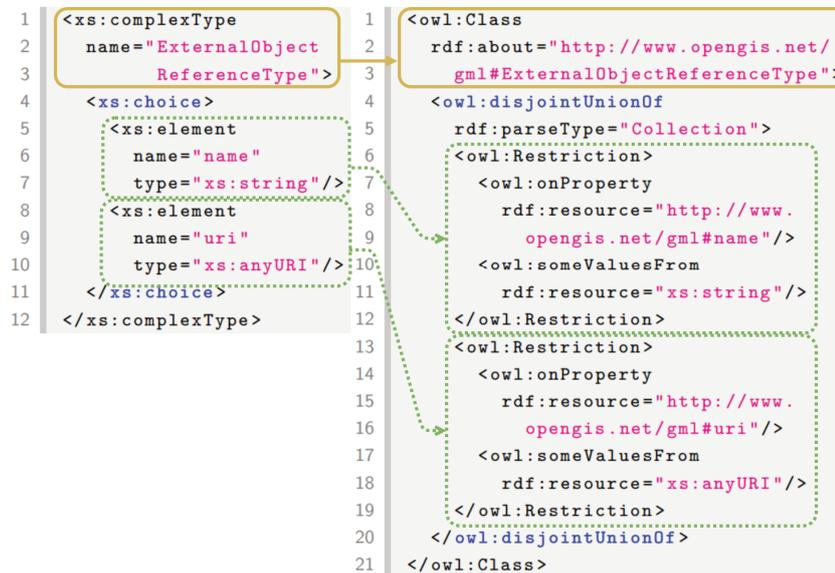 1 <xs:complexType
2 name="ExternalObject
3 ReferenceType">
4 <xs:choice>
5 <xs:element
6 name="name"
7 type="xs:string"/>
8 <xs:element
9 name="uri"
10 type="xs:anyURI"/>
11 </xs:choice>
12 </xs:complexType>
1 <owl:Class
2 rdf:about="http://www.opengis.net/
3 gml#ExternalObjectReferenceType">
4 <owl:disjointUnionOf
5 rdf:parseType="Collection">
6 <owl:Restriction>
7 <owl:onProperty
8 rdf:resource="http://www.
9 opengis.net/gml#name"/>
10 <owl:someValuesFrom
11 rdf:resource="xs:string"/>
12 </owl:Restriction>
13 <owl:Restriction>
14 <owl:onProperty
15 rdf:resource="http://www.
16 opengis.net/gml#uri"/>
17 <owl:someValuesFrom
18 rdf:resource="xs:anyURI"/>
19 </owl:Restriction>
20 </owl:disjointUnionOf>
21 </owl:Class>